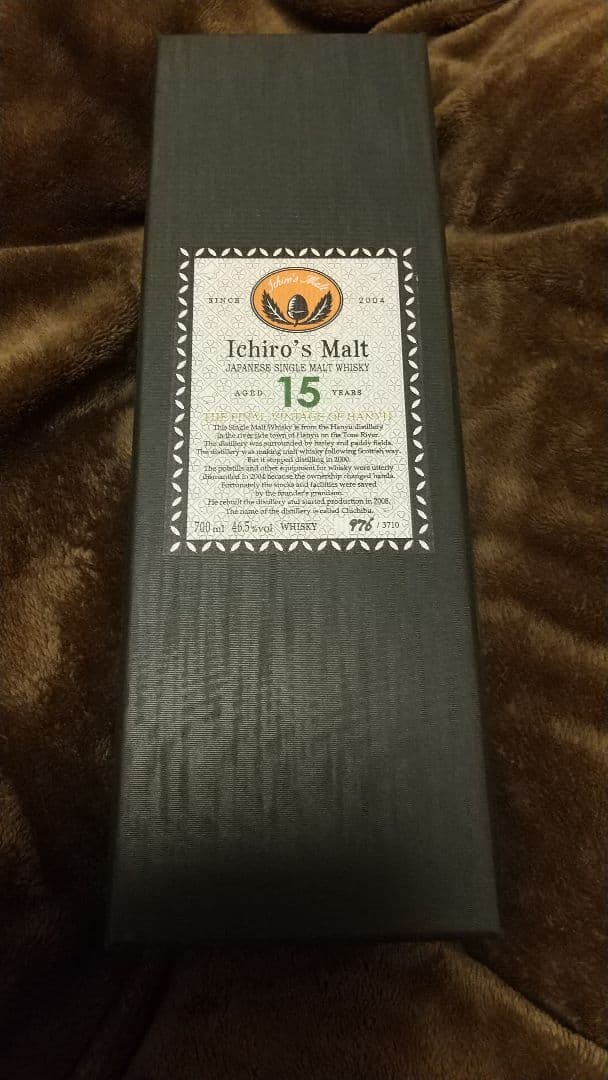 Ichiro's Malt
SINCE 2004
Ichiro's Malt
JAPANESE SINGLE MALT WHISKY
AGED 15 YEARS
THE FINAL VINTAGE OF HANYU
This Single Malt Whisky is from the Hanyu distillery
in the river side town of Hanyu on the Tone River.
The distillery was surrounded by barley and paddy fields.
The distillery was making malt whisky following Scottish way.
But it stopped distilling in 2000.
The potstills and other equipment for whisky were utterly
dismantled in 2004 because the ownership changed hands.
Fortunately the stocks and facilities were saved
by the founder's grandson.
He rebuilt the distillery and started production in 2008.
The name of the distillery is called Chichibu.
700 ml 46.5%vol WHISKY 976 / 3710